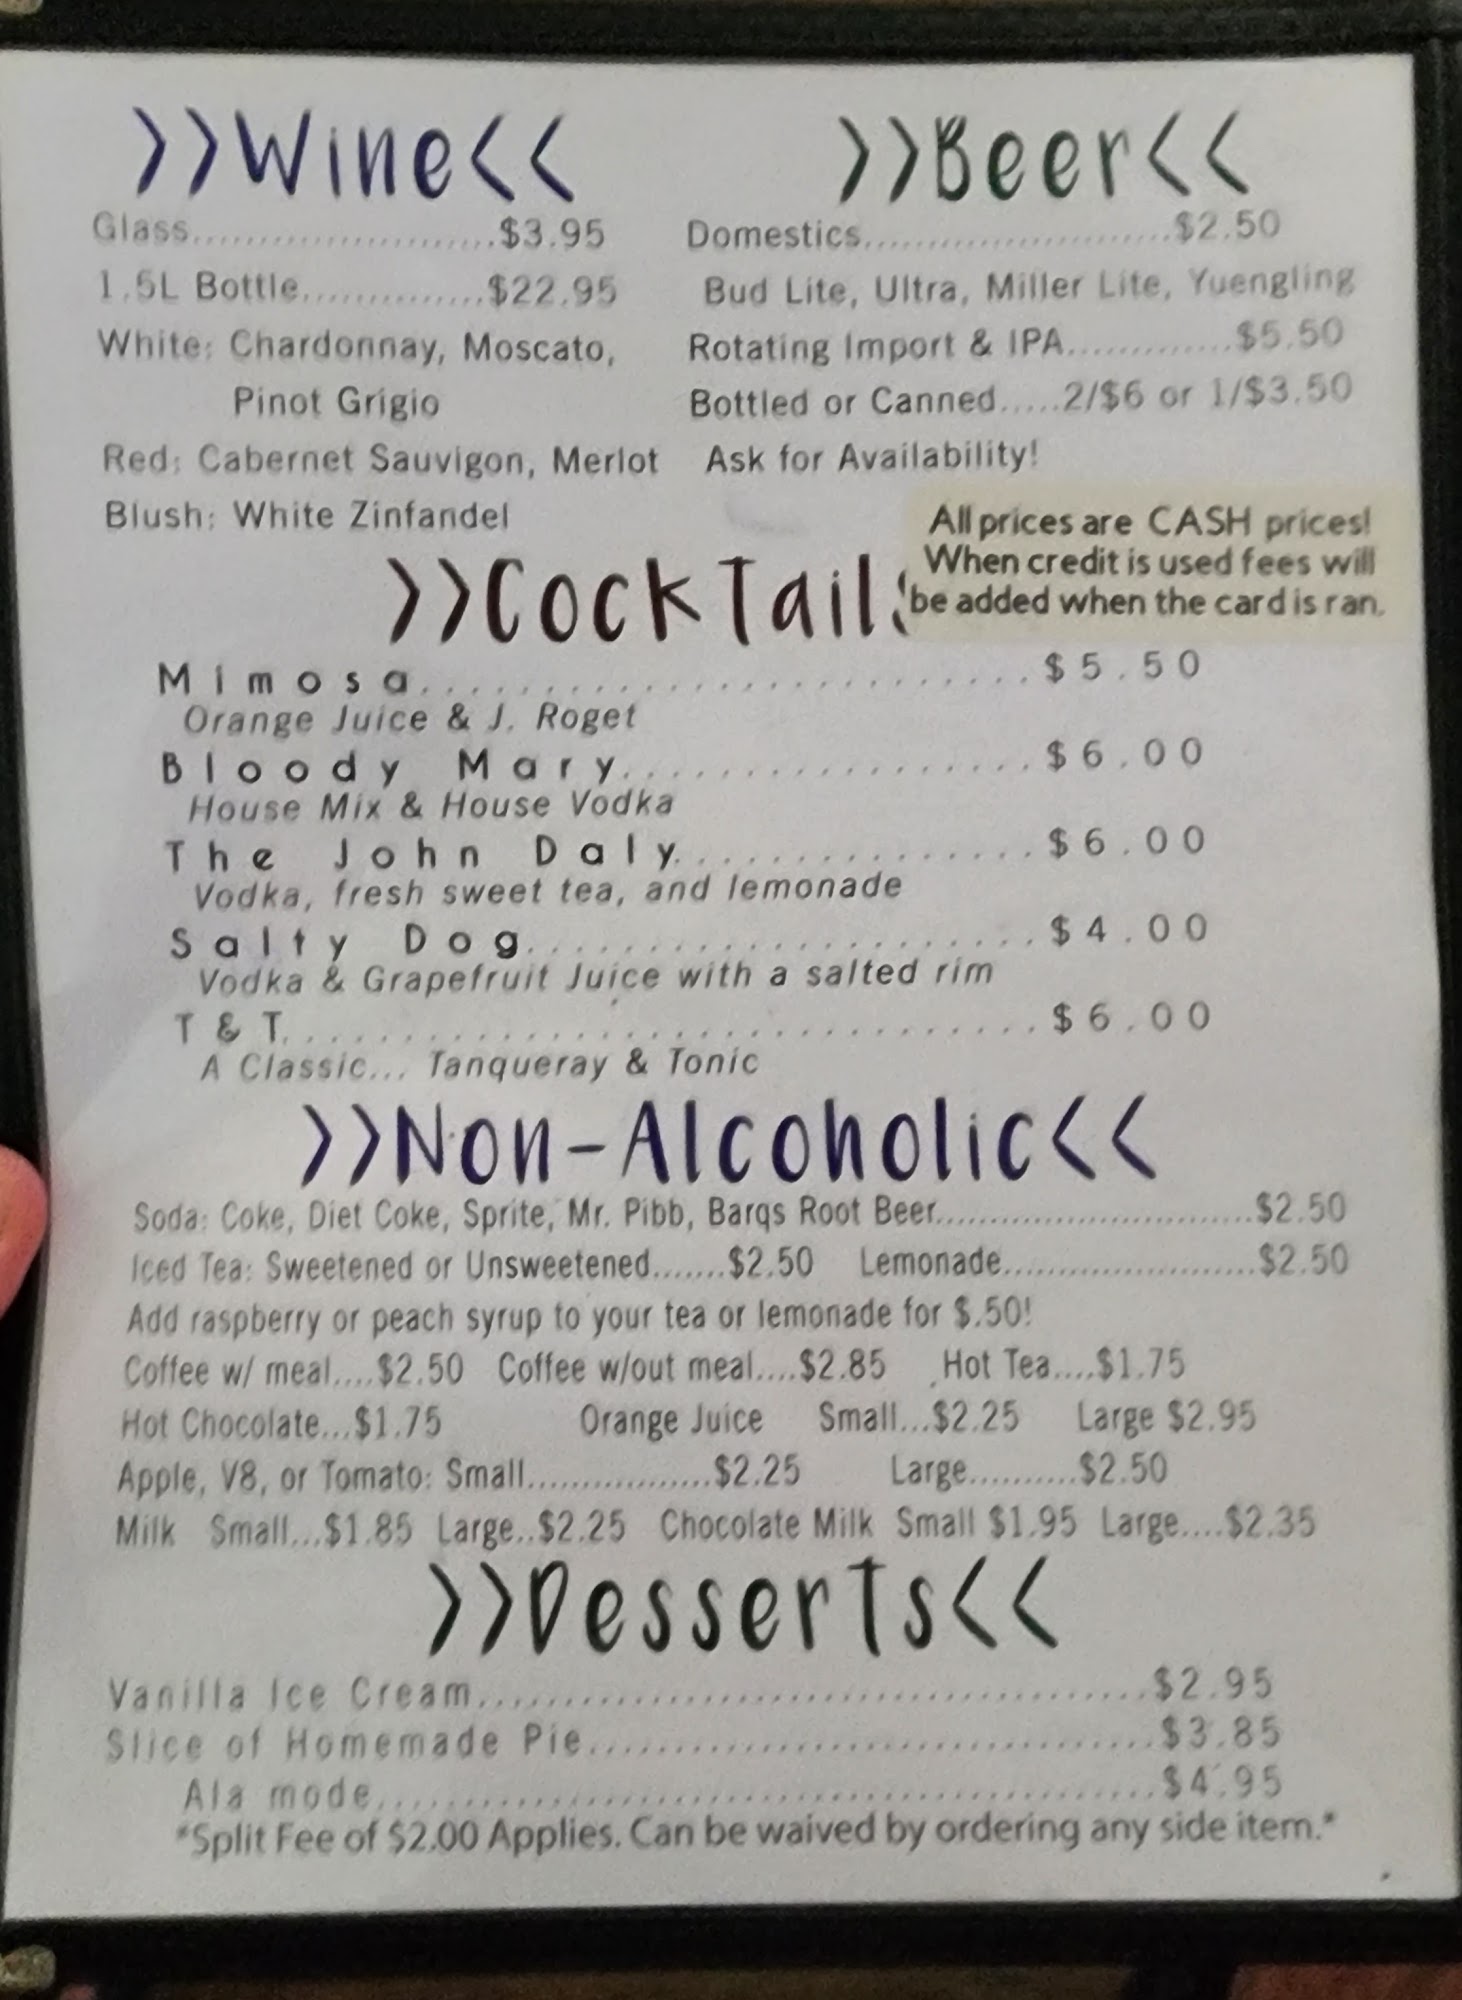 >>Wine<<
Glass........................$3.95
1.5L Bottle..............$22.95
White: Chardonnay, Moscato,
Pinot Grigio
Red: Cabernet Sauvigon, Merlot
Blush: White Zinfandel
>>Beer<<
Domestics........................$2.50
Bud Lite, Ultra, Miller Lite, Yuengling
Rotating Import & IPA.............$5.50
Bottled or Canned.....2/$6 or 1/$3.50
Ask for Availability!
All prices are CASH prices!
When credit is used fees will
be added when the card is ran.
>>Cocktails
Mimosa..........................$5.50
Orange Juice & J. Roget
Bloody Mary.................$6.00
House Mix & House Vodka
The John Daly...............$6.00
Vodka, fresh sweet tea, and lemonade
Salty Dog.....................$4.00
Vodka & Grapefruit Juice with a salted rim
T & T..............................$6.00
A Classic... Tanqueray & Tonic
>>Non-Alcoholic<<
Soda: Coke, Diet Coke, Sprite, Mr. Pibb, Barqs Root Beer.............................$2.50
Iced Tea: Sweetened or Unsweetened.......$2.50 Lemonade........................$2.50
Add raspberry or peach syrup to your tea or lemonade for $.50!
Coffee w/ meal....$2.50 Coffee w/out meal....$2.85 Hot Tea....$1.75
Hot Chocolate...$1.75 Orange Juice Small...$2.25 Large $2.95
Apple, V8, or Tomato: Small.................$2.25 Large..........$2.50
Milk Small...$1.85 Large..$2.25 Chocolate Milk Small $1.95 Large....$2.35
>>Desserts<<
Vanilla Ice Cream.......................................$2.95
Slice of Homemade Pie.................................$3.85
Ala mode.............................................$4.95
*Split Fee of $2.00 Applies. Can be waived by ordering any side item.*